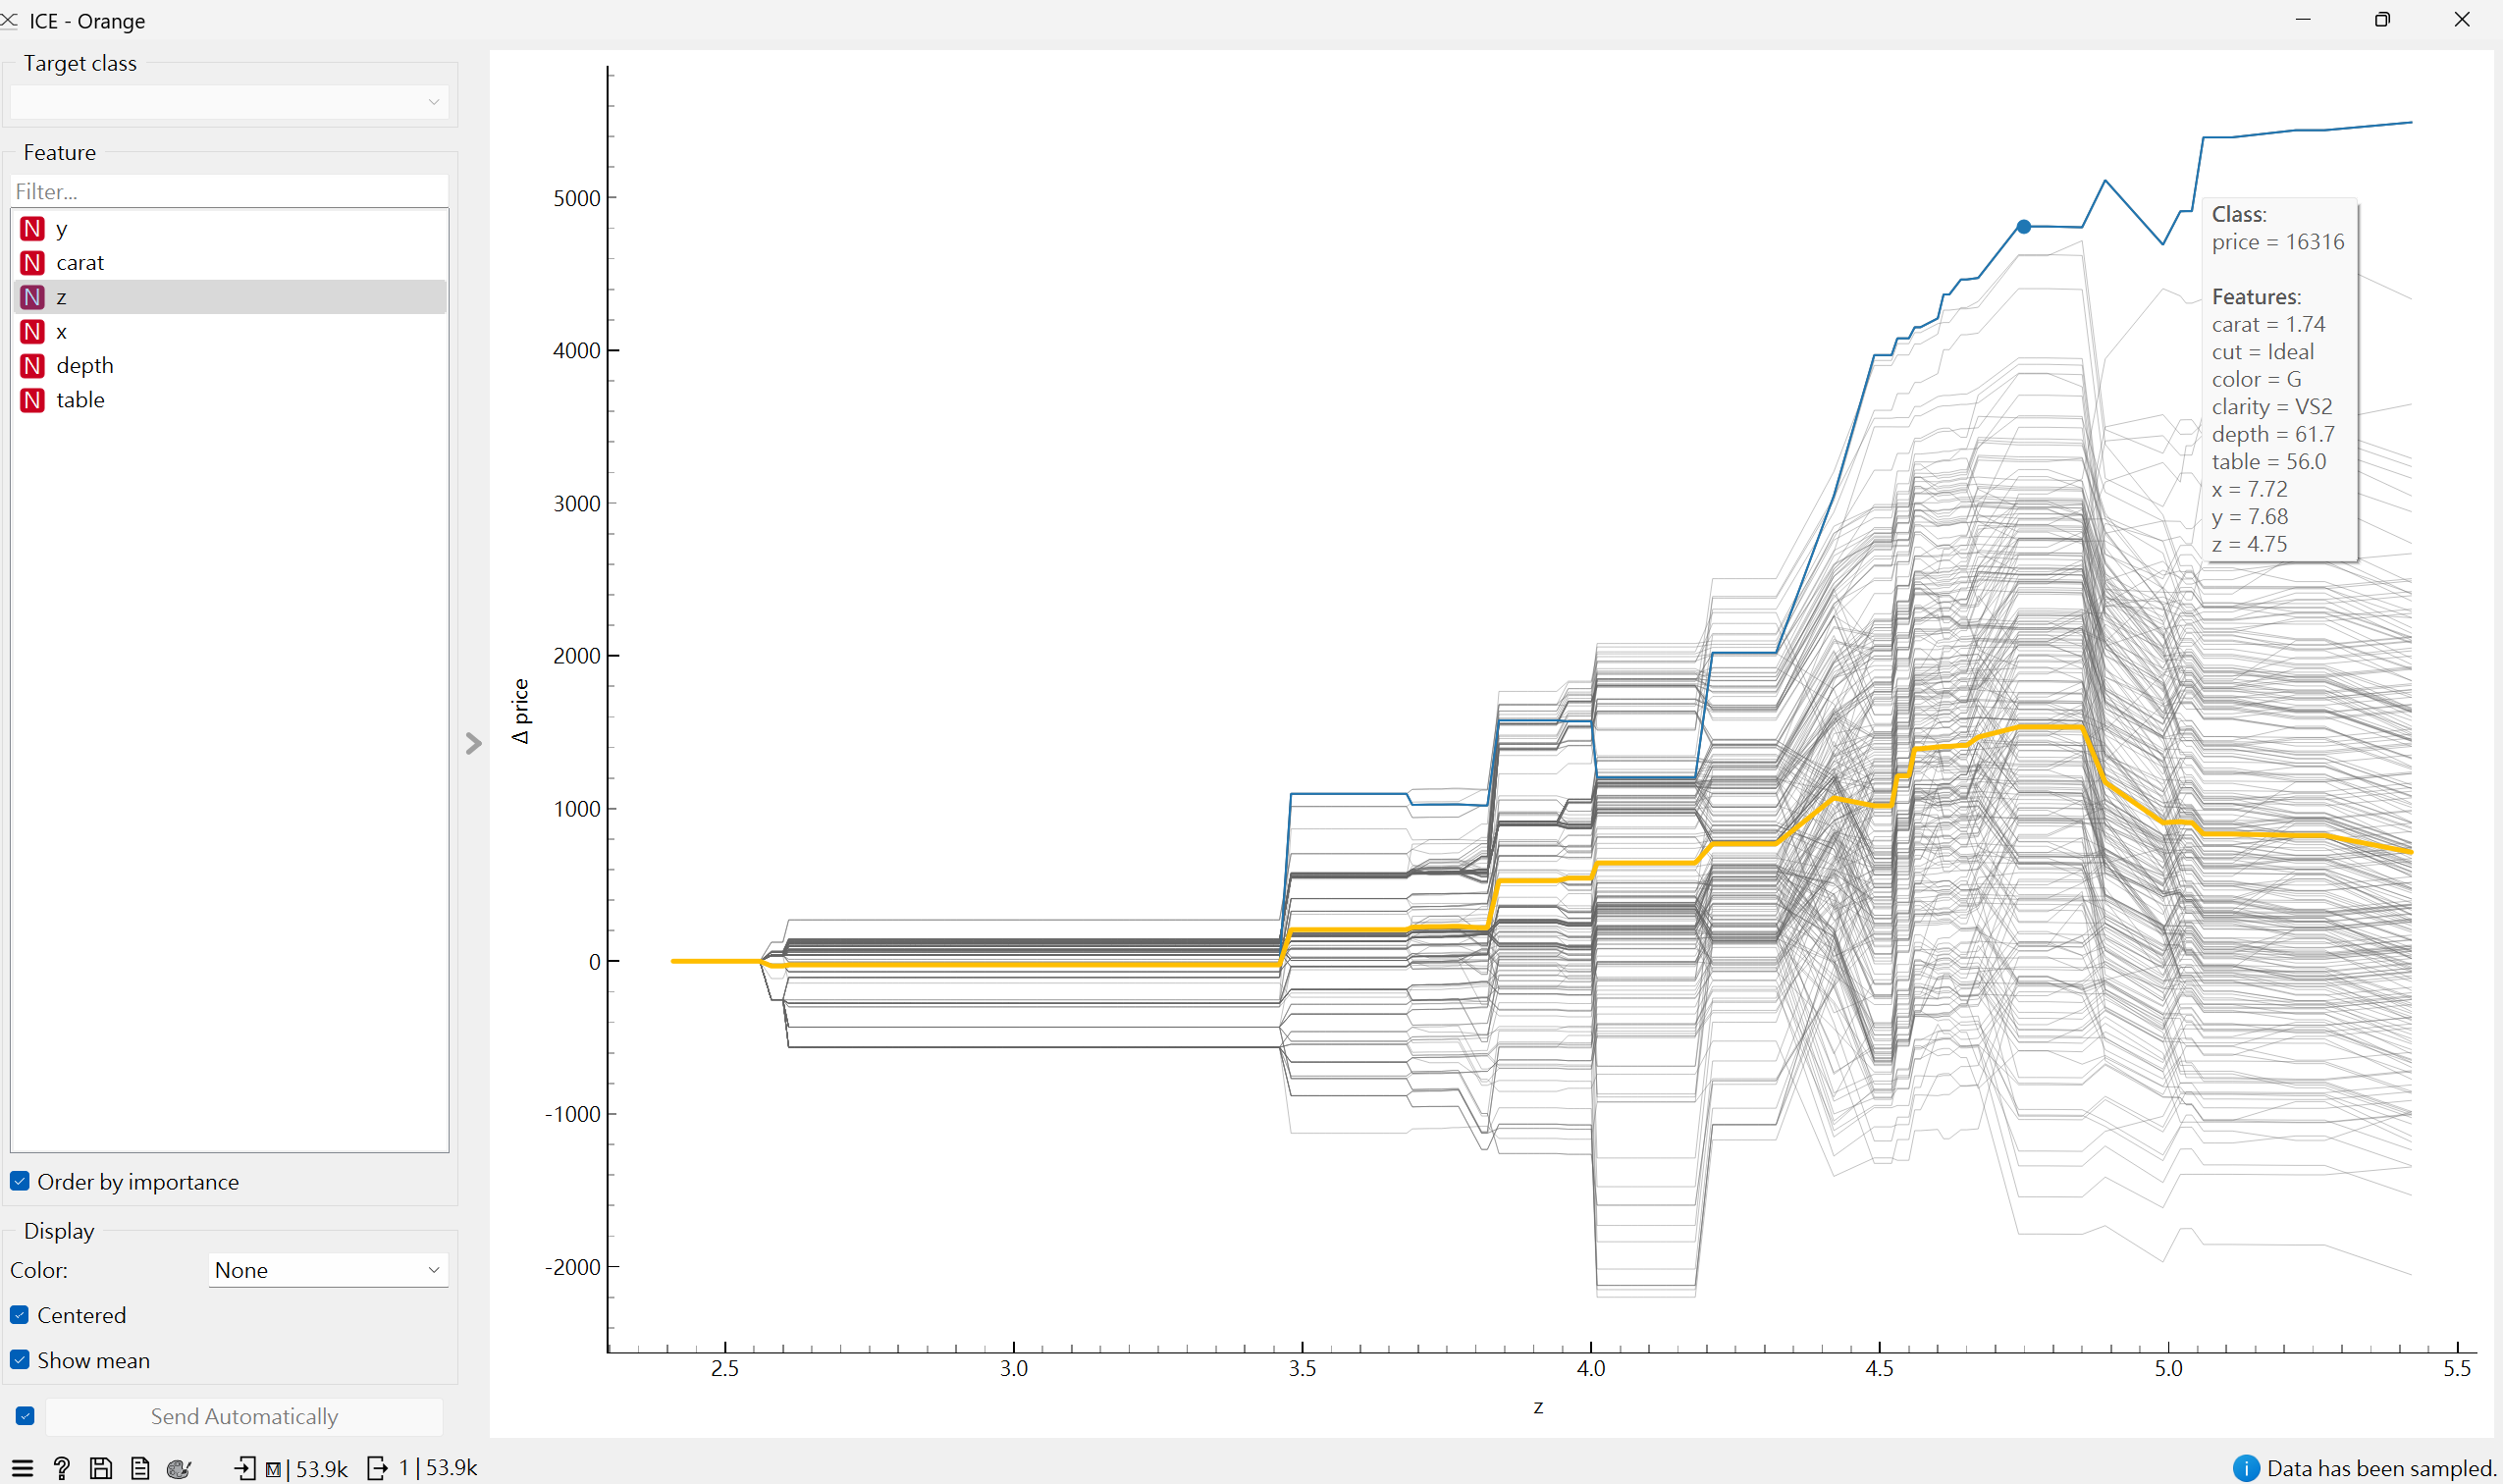 ICE - Orange
Target class
Feature
Filter...
N y
N carat
N z
N x
N depth
N table
Order by importance
Display
Color: None
Centered
Show mean
Send Automatically
M | 53.9k 1 | 53.9k
5000
4000
3000
2000
1000
0
-1000
-2000
Δ price
2.5 3.0 3.5 4.0 4.5 5.0 5.5
z
Class:
price = 16316
Features:
carat = 1.74
cut = Ideal
color = G
clarity = VS2
depth = 61.7
table = 56.0
x = 7.72
y = 7.68
z = 4.75
Data has been sampled.